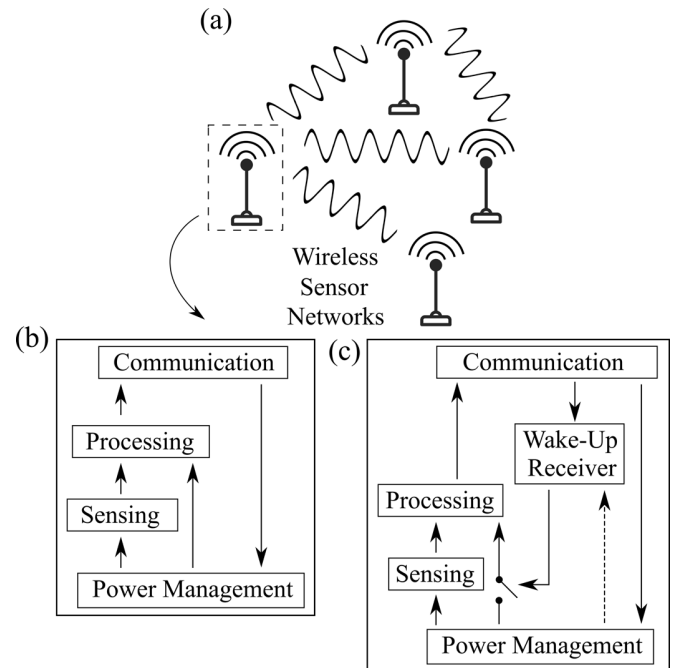 (a)
Wireless
Sensor
Networks
(b)
Communication
Processing
Sensing
Power Management
(c)
Communication
Wake-Up
Receiver
Processing
Sensing
Power Management